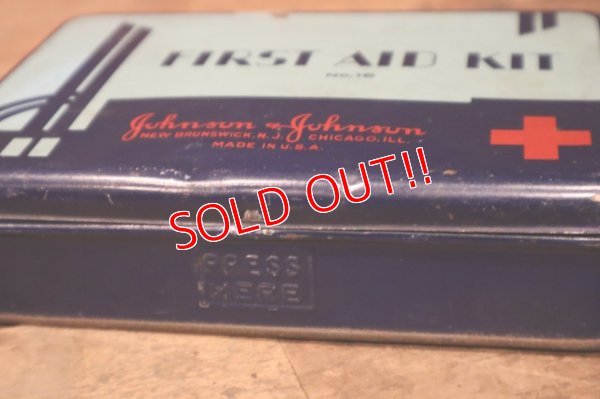 FIRST AID KIT
NO. 16
Johnson & Johnson
NEW BRUNSWICK, N.J. CHICAGO, ILL.
MADE IN U.S.A.
SOLD OUT!!
PRESS
HERE